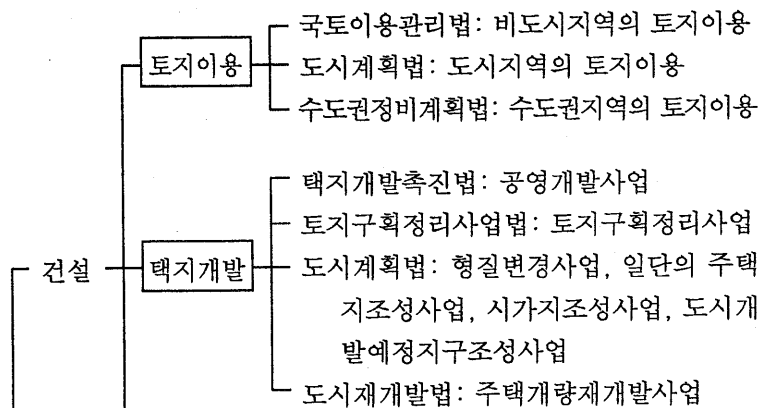 국토이용관리법: 비도시지역의 토지이용
토지이용
도시계획법: 도시지역의 토지이용
수도권정비계획법: 수도권지역의 토지이용
택지개발촉진법: 공영개발사업
토지구획정리사업법: 토지구획정리사업
건설
택지개발
도시계획법: 형질변경사업, 일단의 주택
지조성사업, 시가지조성사업, 도시개
발예정지구조성사업
도시재개발법: 주택개량재개발사업